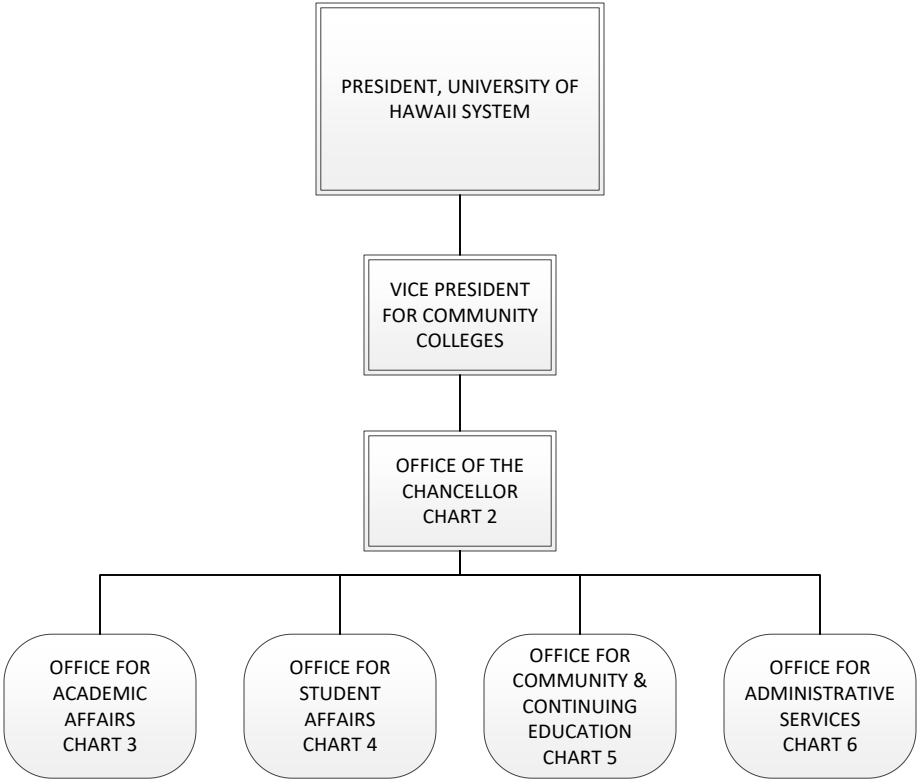 PRESIDENT, UNIVERSITY OF
HAWAII SYSTEM
VICE PRESIDENT
FOR COMMUNITY
COLLEGES
OFFICE OF THE
CHANCELLOR
CHART 2
OFFICE FOR
ACADEMIC
AFFAIRS
CHART 3
OFFICE FOR
STUDENT
AFFAIRS
CHART 4
OFFICE FOR
COMMUNITY &
CONTINUING
EDUCATION
CHART 5
OFFICE FOR
ADMINISTRATIVE
SERVICES
CHART 6